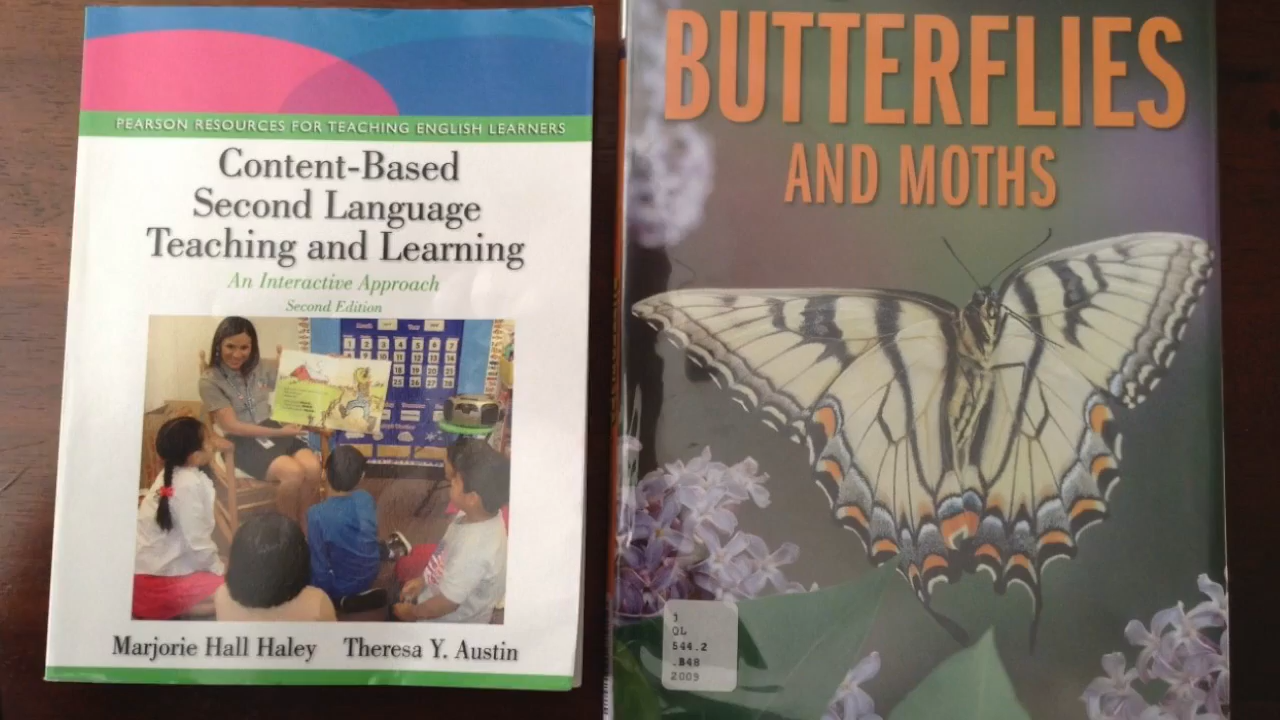 PEARSON RESOURCES FOR TEACHING ENGLISH LEARNERS
Content-Based
Second Language
Teaching and Learning
An Interactive Approach
Second Edition
Marjorie Hall Haley Theresa Y. Austin
BUTTERFLIES
AND MOTHS
J
QL
544.2
.B48
2009